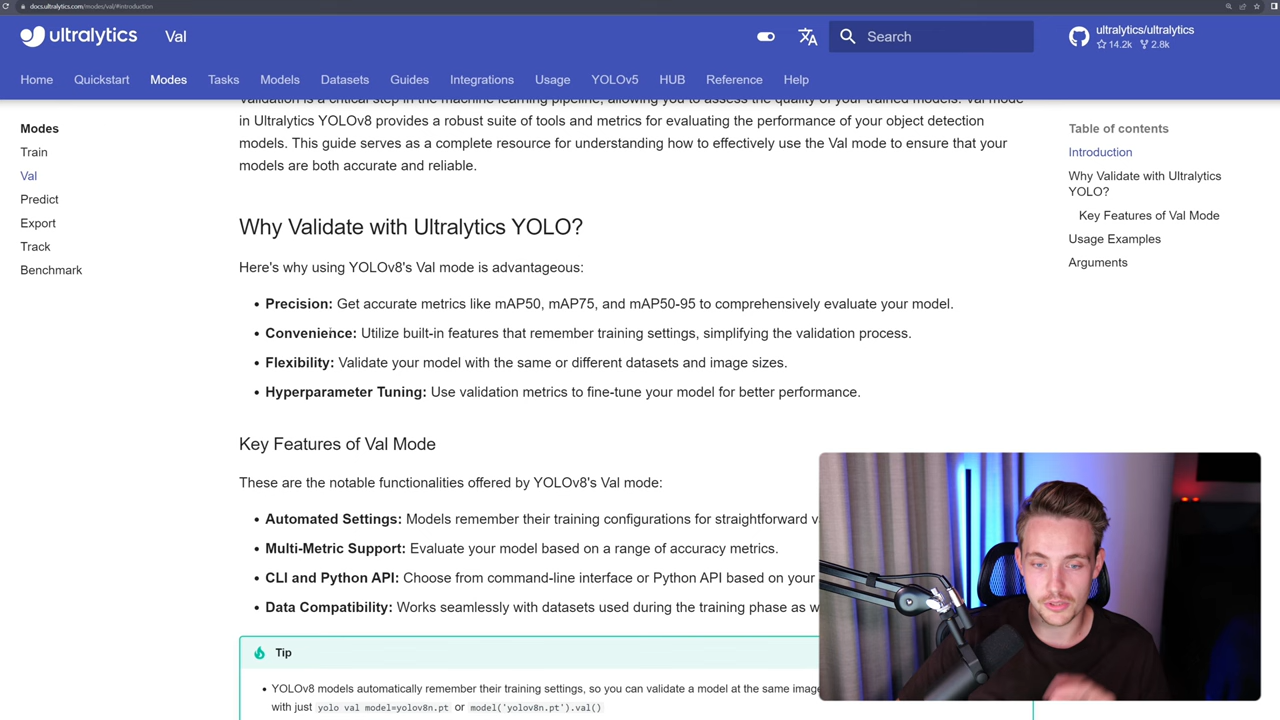 docs.ultralytics.com/modes/val/#introduction
ultralytics
Val
Search
ultralytics/ultralytics
14.2k 2.8k
Home Quickstart Modes Tasks Models Datasets Guides Integrations Usage YOLOv5 HUB Reference Help
Modes
Train
Val
Predict
Export
Track
Benchmark
Validation is a critical step in the machine learning pipeline, allowing you to assess the quality of your trained models. Val mode
in Ultralytics YOLOv8 provides a robust suite of tools and metrics for evaluating the performance of your object detection
models. This guide serves as a complete resource for understanding how to effectively use the Val mode to ensure that your
models are both accurate and reliable.
Why Validate with Ultralytics YOLO?
Here's why using YOLOv8's Val mode is advantageous:
• Precision: Get accurate metrics like mAP50, mAP75, and mAP50-95 to comprehensively evaluate your model.
• Convenience: Utilize built-in features that remember training settings, simplifying the validation process.
• Flexibility: Validate your model with the same or different datasets and image sizes.
• Hyperparameter Tuning: Use validation metrics to fine-tune your model for better performance.
Key Features of Val Mode
These are the notable functionalities offered by YOLOv8's Val mode:
• Automated Settings: Models remember their training configurations for straightforward
• Multi-Metric Support: Evaluate your model based on a range of accuracy metrics.
• CLI and Python API: Choose from command-line interface or Python API based on your
• Data Compatibility: Works seamlessly with datasets used during the training phase as
Tip
• YOLOv8 models automatically remember their training settings, so you can validate a model at the same
with just yolo val model=yolov8n.pt or model('yolov8n.pt').val()
Table of contents
Introduction
Why Validate with Ultralytics
YOLO?
Key Features of Val Mode
Usage Examples
Arguments